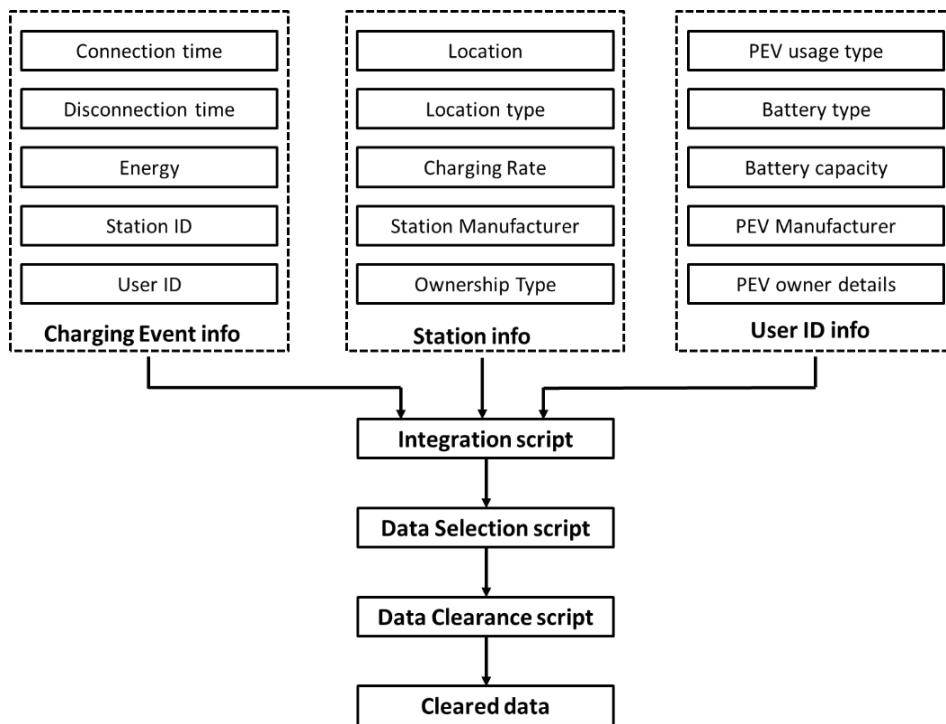 Connection time
Disconnection time
Energy
Station ID
User ID
Charging Event info
Location
Location type
Charging Rate
Station Manufacturer
Ownership Type
Station info
PEV usage type
Battery type
Battery capacity
PEV Manufacturer
PEV owner details
User ID info
Integration script
Data Selection script
Data Clearance script
Cleared data